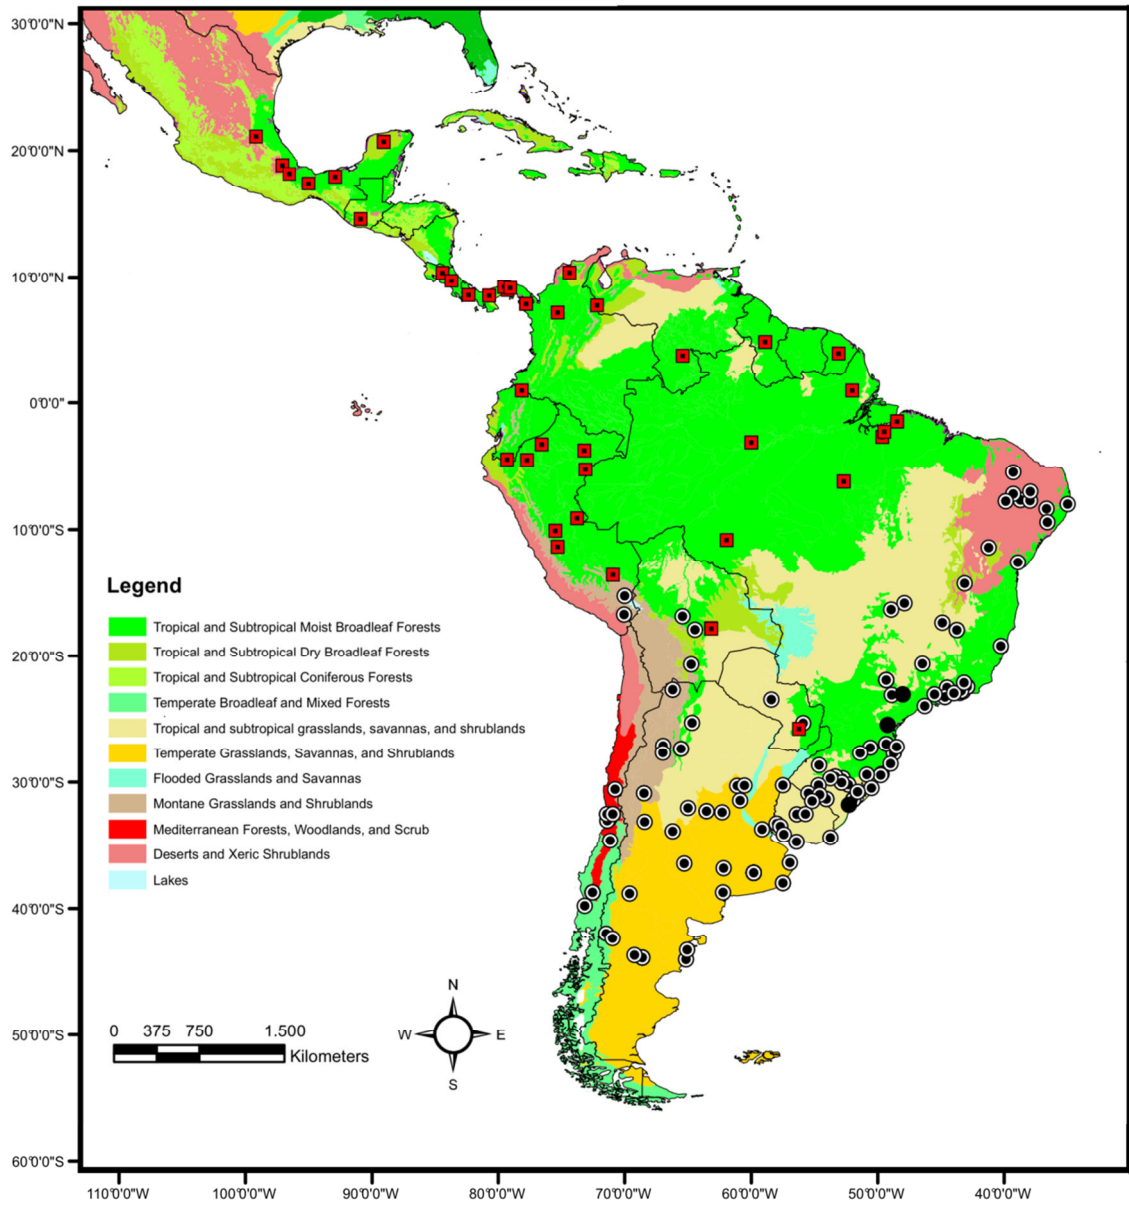 30°0'0"N
20°0'0"N
10°0'0"N
0°0'0"
10°0'0"S
20°0'0"S
30°0'0"S
40°0'0"S
50°0'0"S
60°0'0"S
Legend
Tropical and Subtropical Moist Broadleaf Forests
Tropical and Subtropical Dry Broadleaf Forests
Tropical and Subtropical Coniferous Forests
Temperate Broadleaf and Mixed Forests
Tropical and subtropical grasslands, savannas, and shrublands
Temperate Grasslands, Savannas, and Shrublands
Flooded Grasslands and Savannas
Montane Grasslands and Shrublands
Mediterranean Forests, Woodlands, and Scrub
Deserts and Xeric Shrublands
Lakes
N
W E
S
0 375 750 1.500
Kilometers
110°0'0"W 100°0'0"W 90°0'0"W 80°0'0"W 70°0'0"W 60°0'0"W 50°0'0"W 40°0'0"W